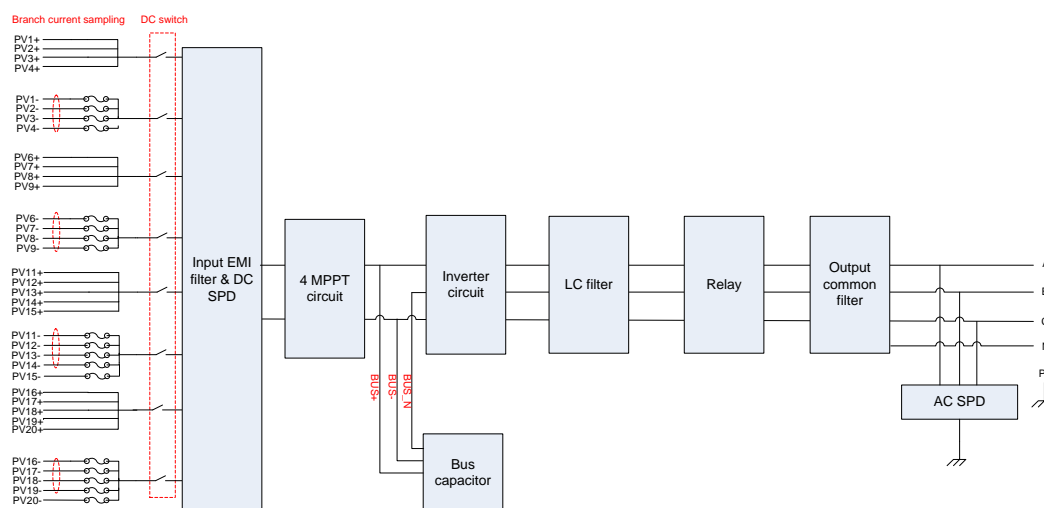 Branch current sampling
DC switch
PV1+
PV2+
PV3+
PV4+
PV1-
PV2-
PV3-
PV4-
PV6+
PV7+
PV8+
PV9+
PV6-
PV7-
PV8-
PV9-
PV11+
PV12+
PV13+
PV14+
PV15+
PV11-
PV12-
PV13-
PV14-
PV15-
PV16+
PV17+
PV18+
PV19+
PV20+
PV16-
PV17-
PV18-
PV19-
PV20-
Input EMI
filter & DC
SPD
4 MPPT
circuit
BUS+
BUS-
BUS_N
Inverter
circuit
Bus
capacitor
LC filter
Relay
Output
common
filter
AC SPD